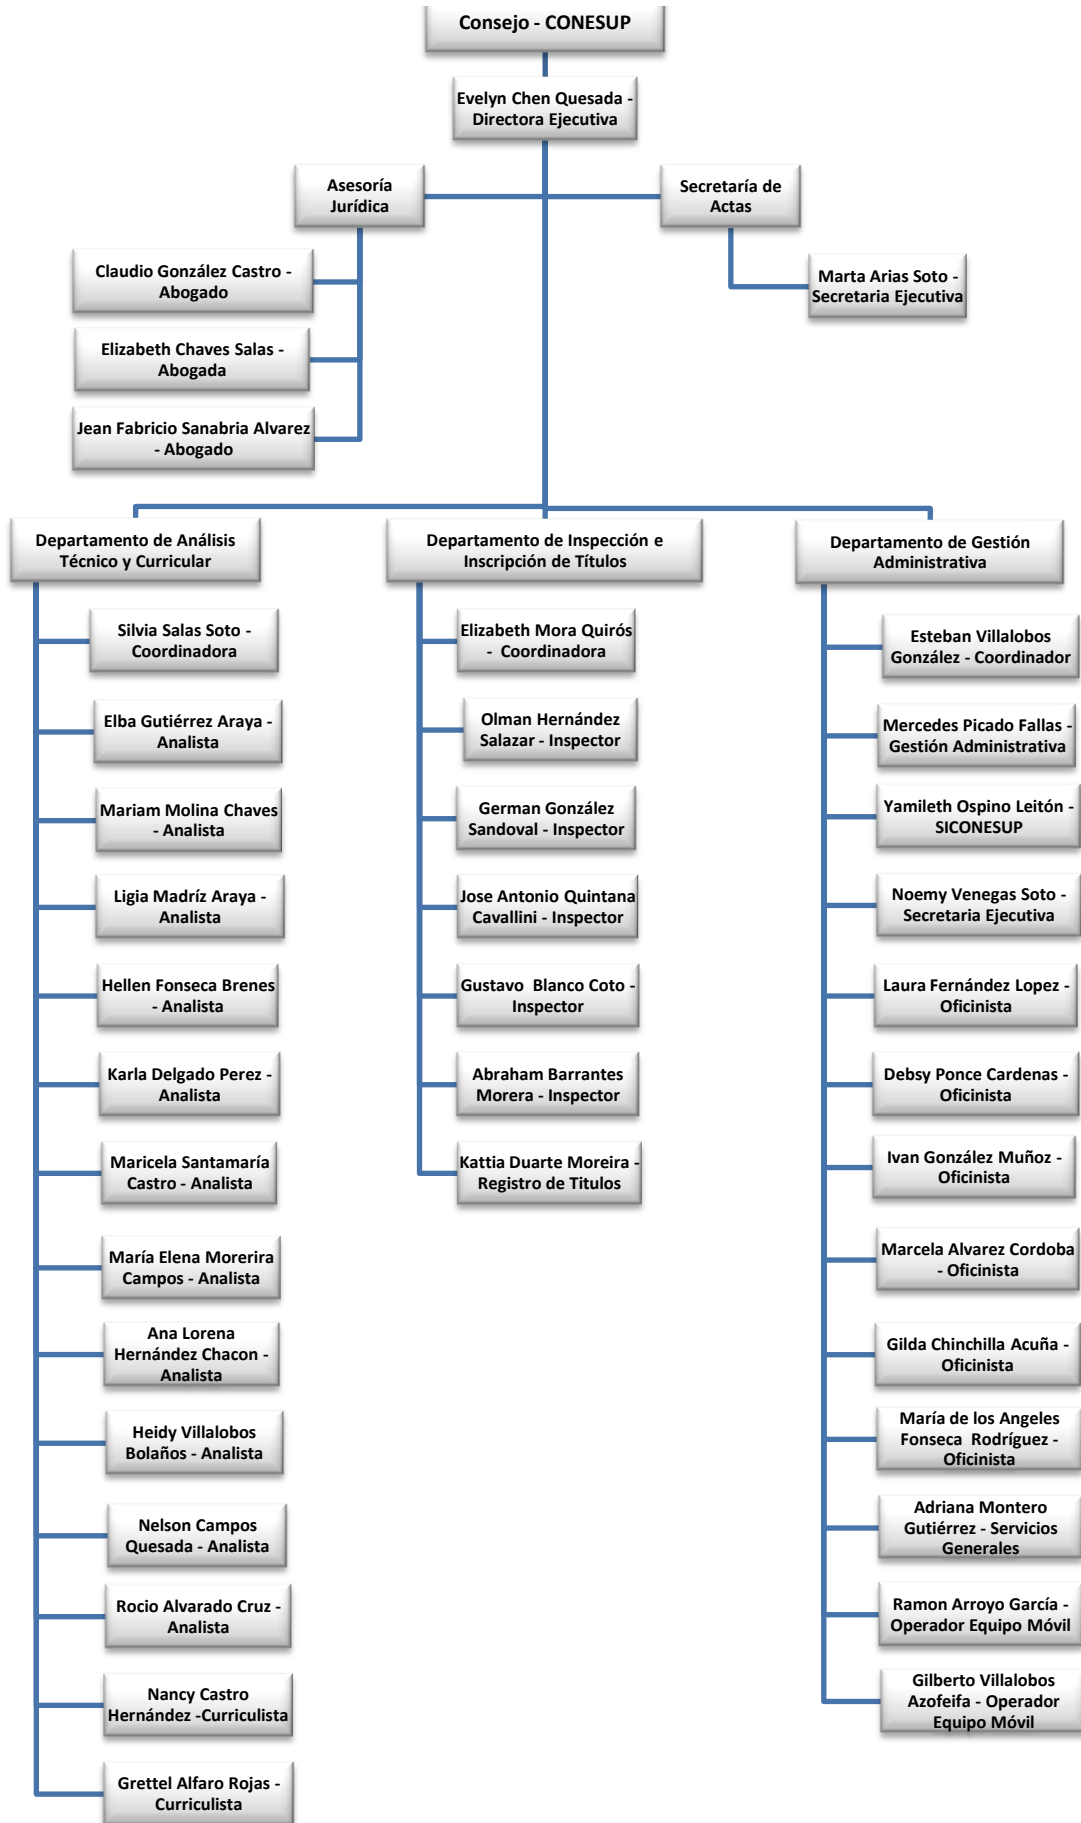 Consejo - CONESUP
Evelyn Chen Quesada -
Directora Ejecutiva
Asesoría
Jurídica
Secretaría de
Actas
Claudio González Castro -
Abogado
Elizabeth Chaves Salas -
Abogada
Jean Fabricio Sanabria Alvarez
- Abogado
Marta Arias Soto -
Secretaria Ejecutiva
Departamento de Análisis
Técnico y Curricular
Silvia Salas Soto -
Coordinadora
Elba Gutiérrez Araya -
Analista
Mariam Molina Chaves
- Analista
Ligia Madríz Araya -
Analista
Hellen Fonseca Brenes
- Analista
Karla Delgado Perez -
Analista
Maricela Santamaría
Castro - Analista
María Elena Morerira
Campos - Analista
Ana Lorena
Hernández Chacon -
Analista
Heidy Villalobos
Bolaños - Analista
Nelson Campos
Quesada - Analista
Rocio Alvarado Cruz -
Analista
Nancy Castro
Hernández -Curriculista
Grettel Alfaro Rojas -
Curriculista
Departamento de Inspección e
Inscripción de Títulos
Elizabeth Mora Quirós
- Coordinadora
Olman Hernández
Salazar - Inspector
German González
Sandoval - Inspector
Jose Antonio Quintana
Cavallini - Inspector
Gustavo Blanco Coto -
Inspector
Abraham Barrantes
Morera - Inspector
Kattia Duarte Moreira -
Registro de Titulos
Departamento de Gestión
Administrativa
Esteban Villalobos
González - Coordinador
Mercedes Picado Fallas -
Gestión Administrativa
Yamileth Ospino Leitón -
SICONESUP
Noemy Venegas Soto -
Secretaria Ejecutiva
Laura Fernández Lopez -
Oficinista
Debsy Ponce Cardenas -
Oficinista
Ivan González Muñoz -
Oficinista
Marcela Alvarez Cordoba
- Oficinista
Gilda Chinchilla Acuña -
Oficinista
María de los Angeles
Fonseca Rodríguez -
Oficinista
Adriana Montero
Gutiérrez - Servicios
Generales
Ramon Arroyo García -
Operador Equipo Móvil
Gilberto Villalobos
Azofeifa - Operador
Equipo Móvil